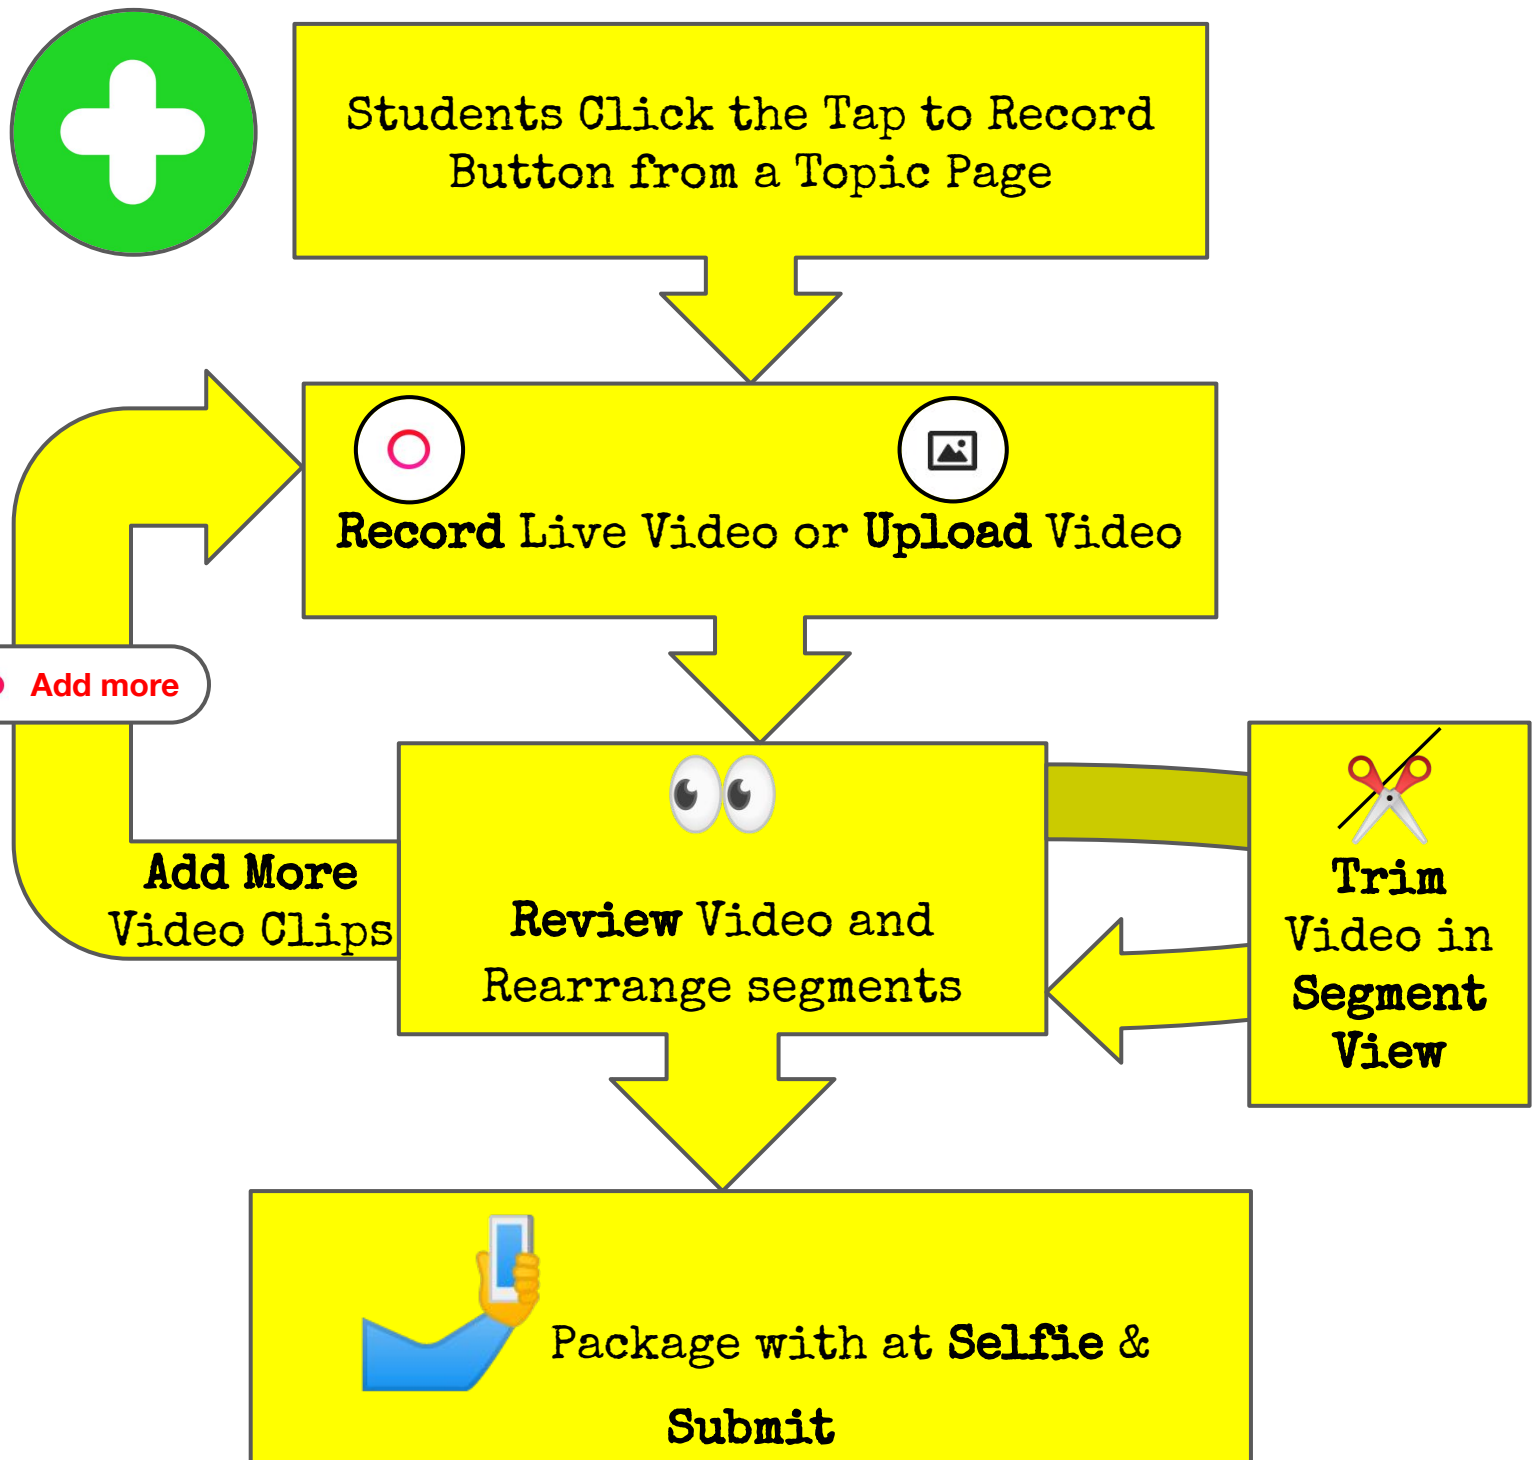 Students Click the Tap to Record
Button from a Topic Page
Record Live Video or Upload Video
Add more
Add More
Video Clips
Review Video and
Rearrange segments
Trim
Video in
Segment
View
Package with at Selfie &
Submit